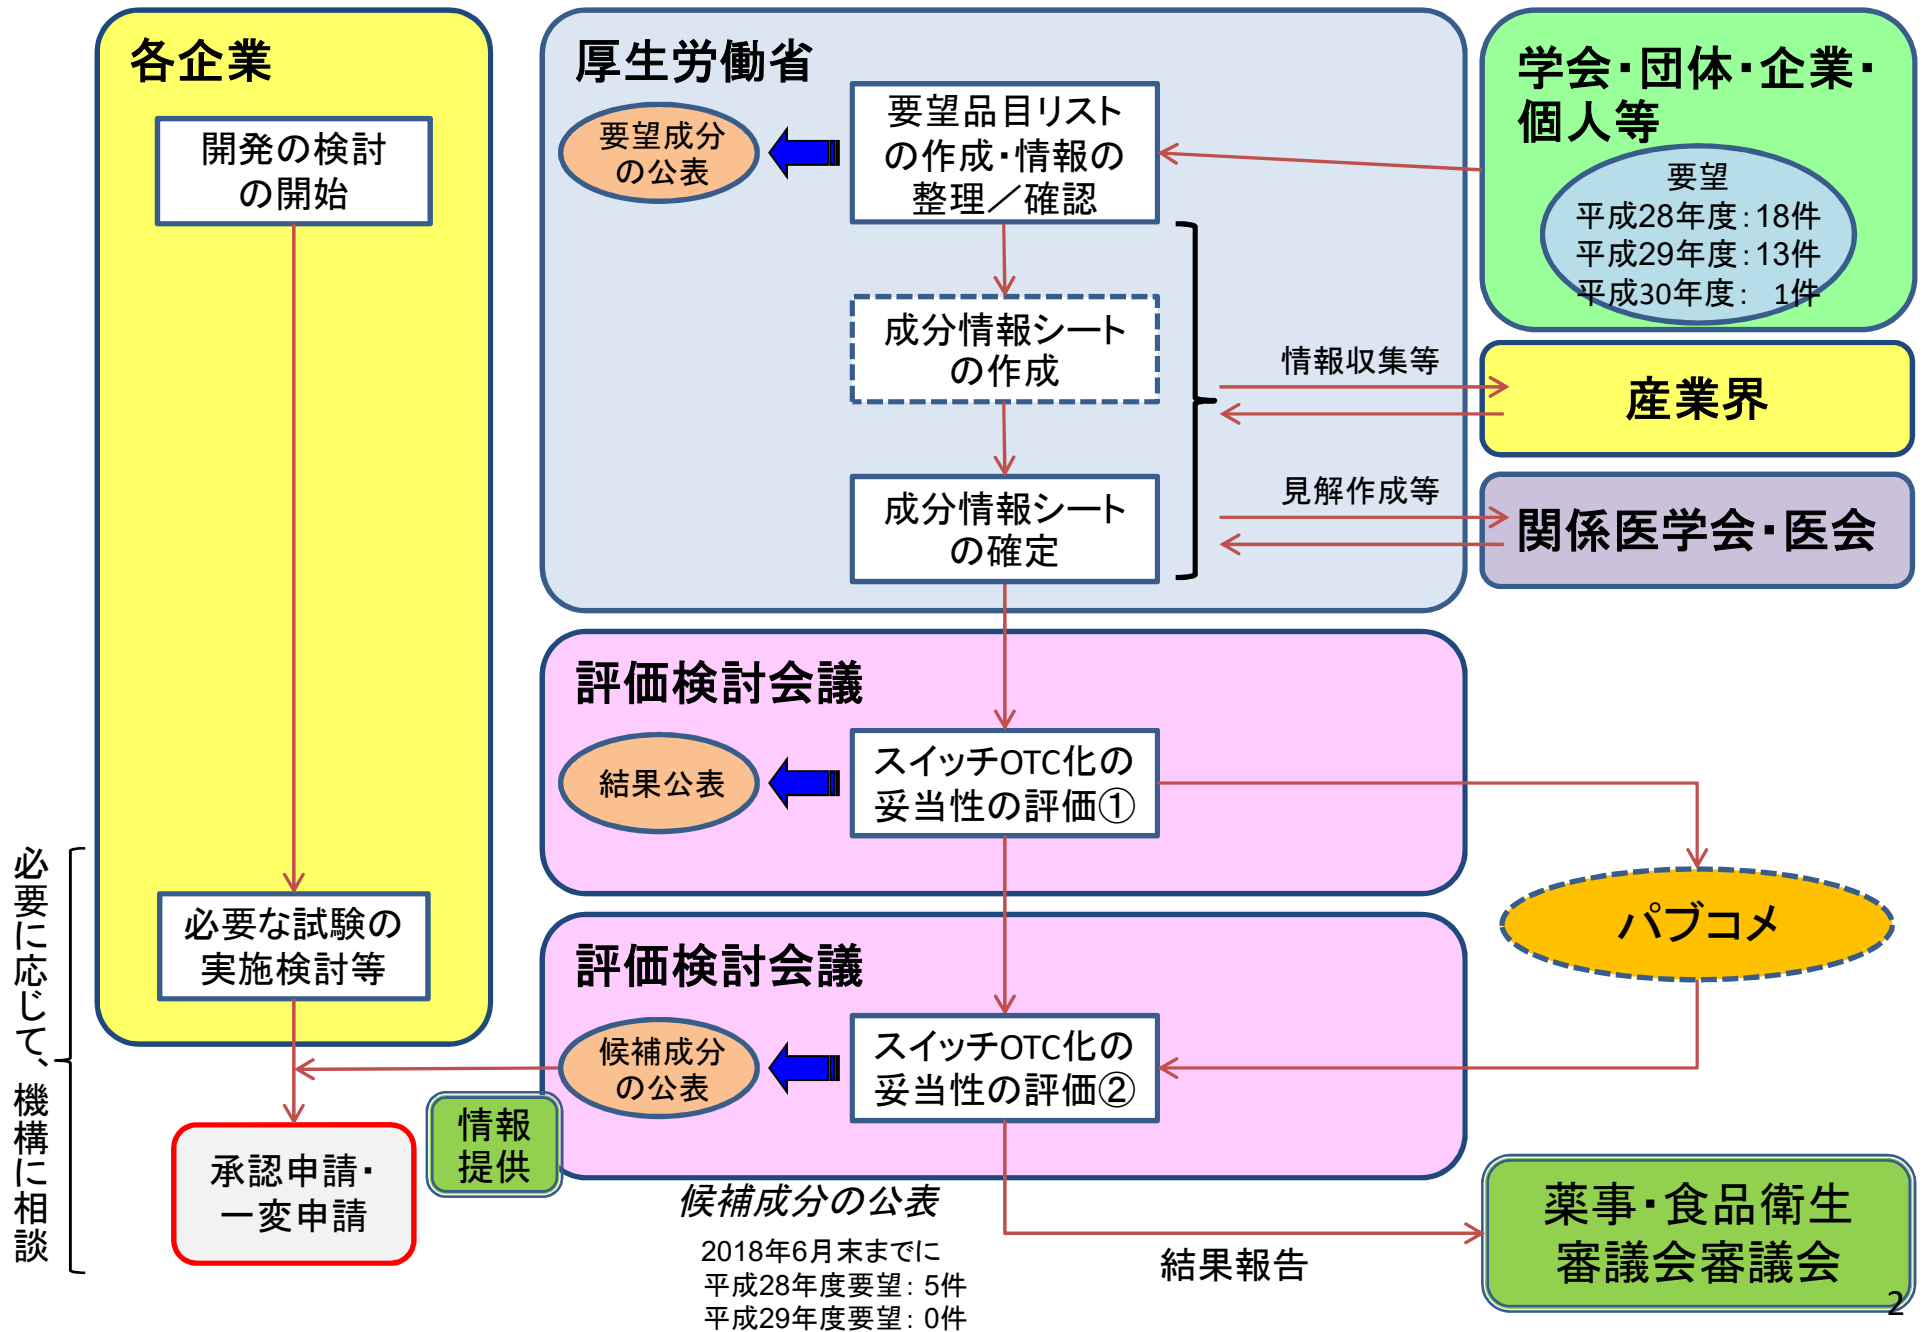 各企業
開発の検討
の開始
必要な試験の
実施検討等
承認申請・
一変申請
必要に応じて、機構に相談
厚生労働省
要望成分
の公表
要望品目リスト
の作成・情報の
整理／確認
成分情報シート
の作成
成分情報シート
の確定
学会・団体・企業・
個人等
要望
平成28年度：18件
平成29年度：13件
平成30年度： 1件
情報収集等
産業界
見解作成等
関係医学会・医会
評価検討会議
結果公表
スイッチOTC化の
妥当性の評価①
パブコメ
評価検討会議
候補成分
の公表
スイッチOTC化の
妥当性の評価②
情報
提供
候補成分の公表
2018年6月末までに
平成28年度要望： 5件
平成29年度要望： 0件
結果報告
薬事・食品衛生
審議会審議会
2